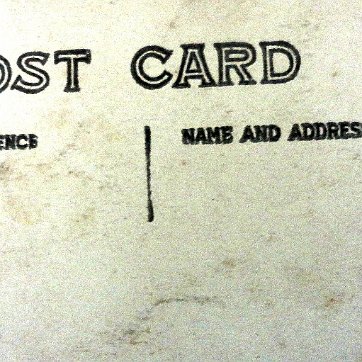 OST CARD
ENCE NAME AND ADDRES